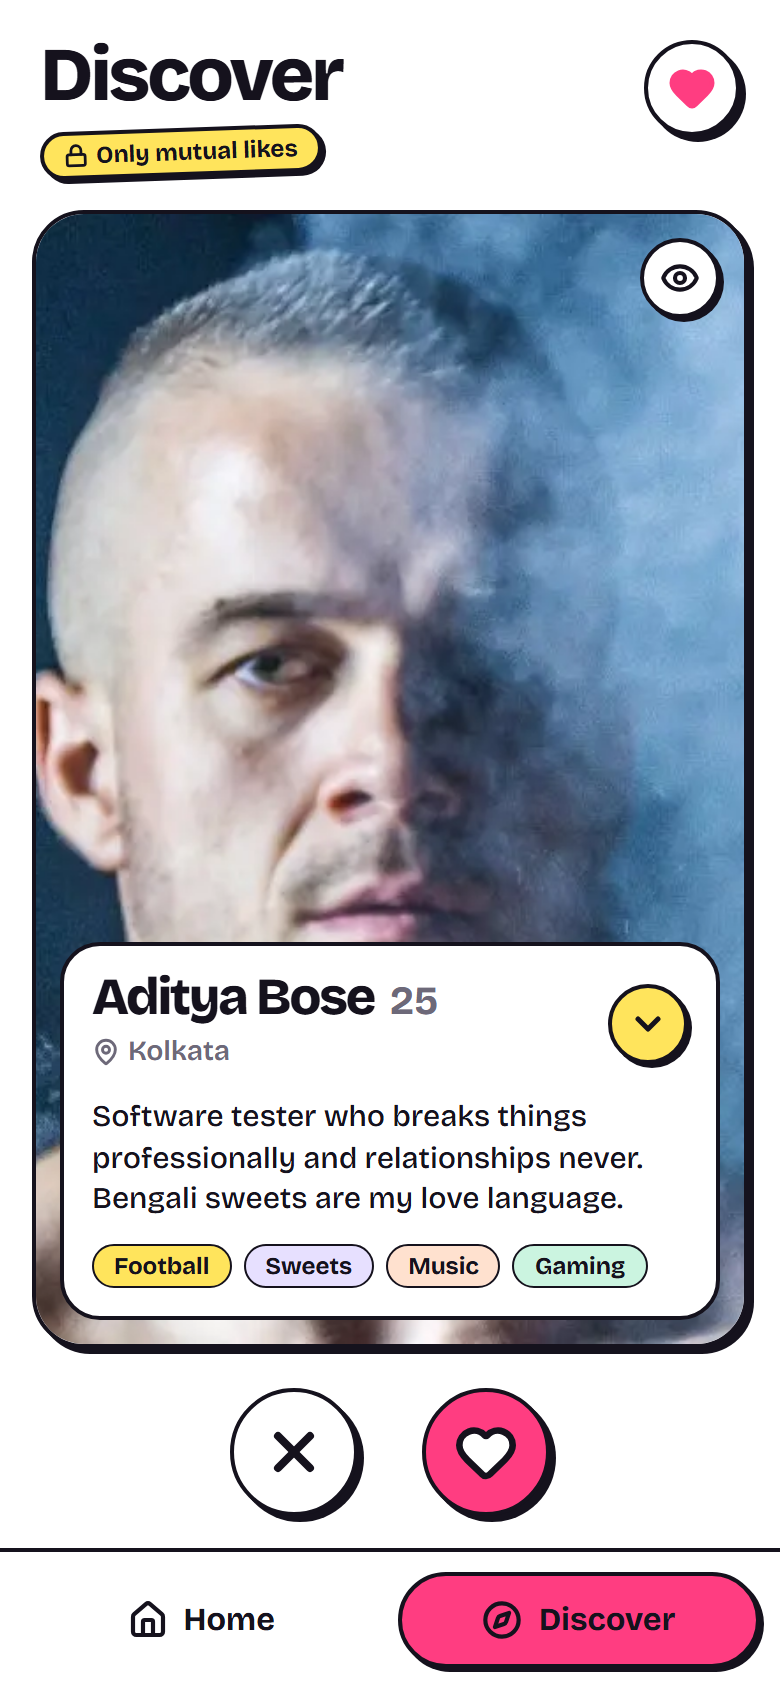 Discover
Only mutual likes
Aditya Bose 25
Kolkata
Software tester who breaks things
professionally and relationships never.
Bengali sweets are my love language.
Football Sweets Music Gaming
Home Discover